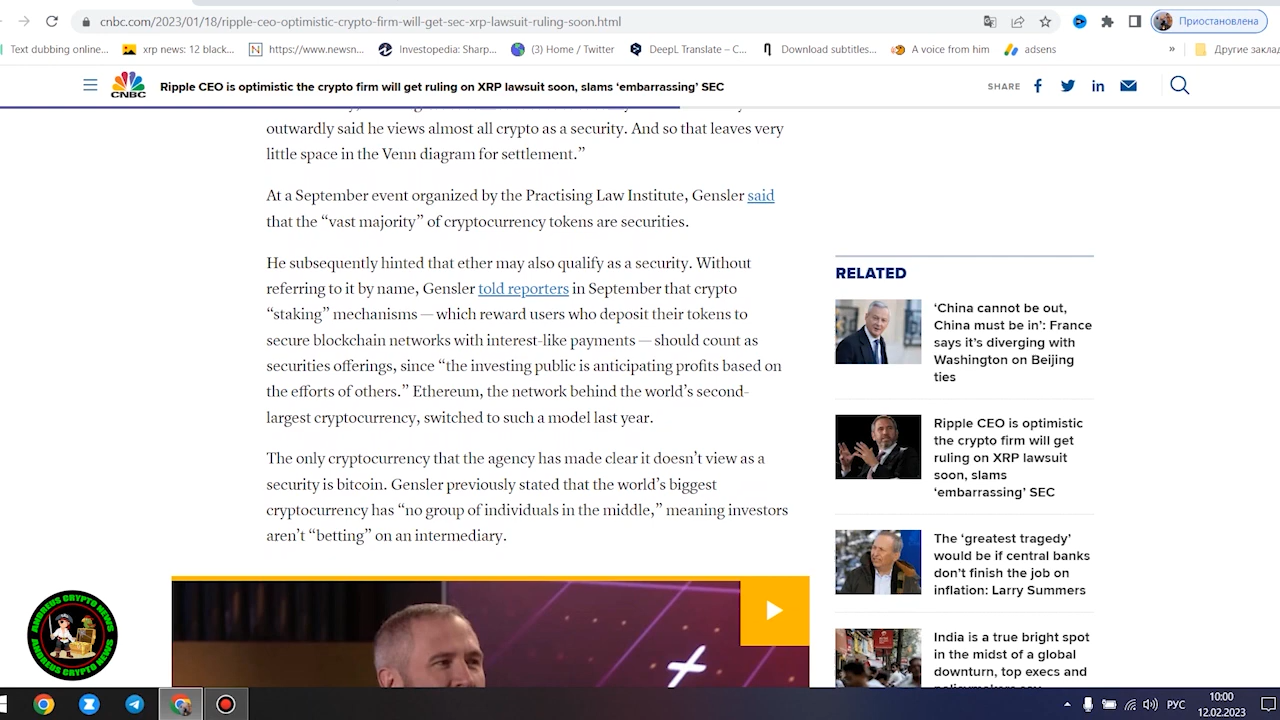 cnbc.com/2023/01/18/ripple-ceo-optimistic-crypto-firm-will-get-sec-xrp-lawsuit-ruling-soon.html
Приостановлена
Text dubbing online...
xrp news: 12 black...
https://www.newsn...
Investopedia: Sharp...
(3) Home / Twitter
DeepL Translate – C...
Download subtitles...
A voice from him
adsens
»
Другие закла
CNBC
Ripple CEO is optimistic the crypto firm will get ruling on XRP lawsuit soon, slams ‘embarrassing’ SEC
SHARE
outwardly said he views almost all crypto as a security. And so that leaves very
little space in the Venn diagram for settlement.”
At a September event organized by the Practising Law Institute, Gensler said
that the “vast majority” of cryptocurrency tokens are securities.
He subsequently hinted that ether may also qualify as a security. Without
referring to it by name, Gensler told reporters in September that crypto
“staking” mechanisms — which reward users who deposit their tokens to
secure blockchain networks with interest-like payments — should count as
securities offerings, since “the investing public is anticipating profits based on
the efforts of others.” Ethereum, the network behind the world’s second-
largest cryptocurrency, switched to such a model last year.
The only cryptocurrency that the agency has made clear it doesn’t view as a
security is bitcoin. Gensler previously stated that the world’s biggest
cryptocurrency has “no group of individuals in the middle,” meaning investors
aren’t “betting” on an intermediary.
RELATED
‘China cannot be out,
China must be in’: France
says it’s diverging with
Washington on Beijing
ties
Ripple CEO is optimistic
the crypto firm will get
ruling on XRP lawsuit
soon, slams
‘embarrassing’ SEC
The ‘greatest tragedy’
would be if central banks
don’t finish the job on
inflation: Larry Summers
India is a true bright spot
in the midst of a global
downturn, top execs and
ANDREUS CRYPTO NEWS
ANDREUS CRYPTO NEWS
РУС
10:00
12.02.2023